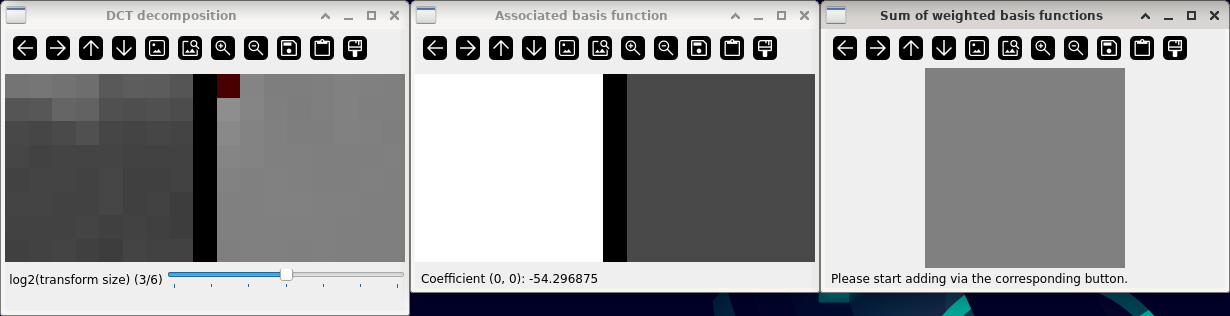 DCT decomposition
Associated basis function
Sum of weighted basis functions
log2(transform size) (3/6)
Coefficient (0, 0): -54.296875
Please start adding via the corresponding button.